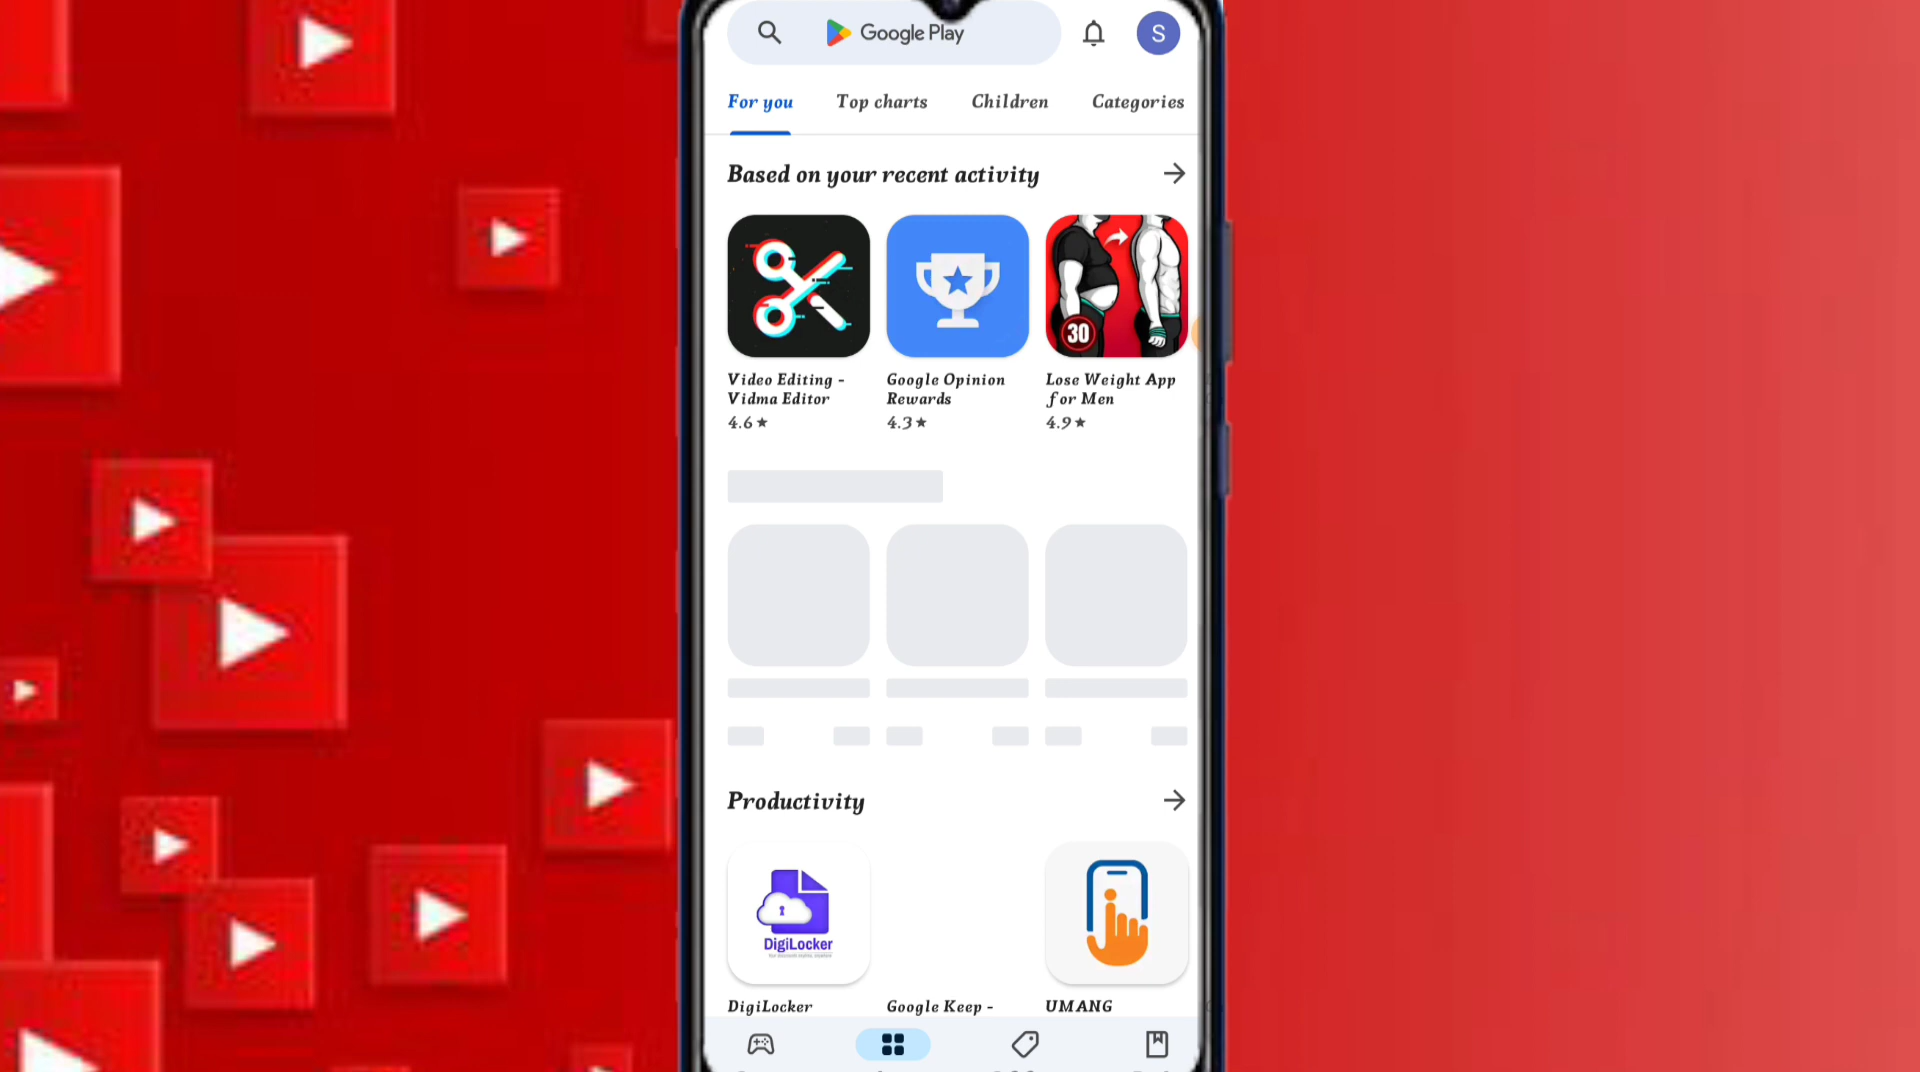 Google Play
S
For you
Top charts
Children
Categories
Based on your recent activity
30
Video Editing -
Vidma Editor
4.6 ★
Google Opinion
Rewards
4.3 ★
Lose Weight App
for Men
4.9 ★
Productivity
DigiLocker
DigiLocker
Google Keep -
UMANG